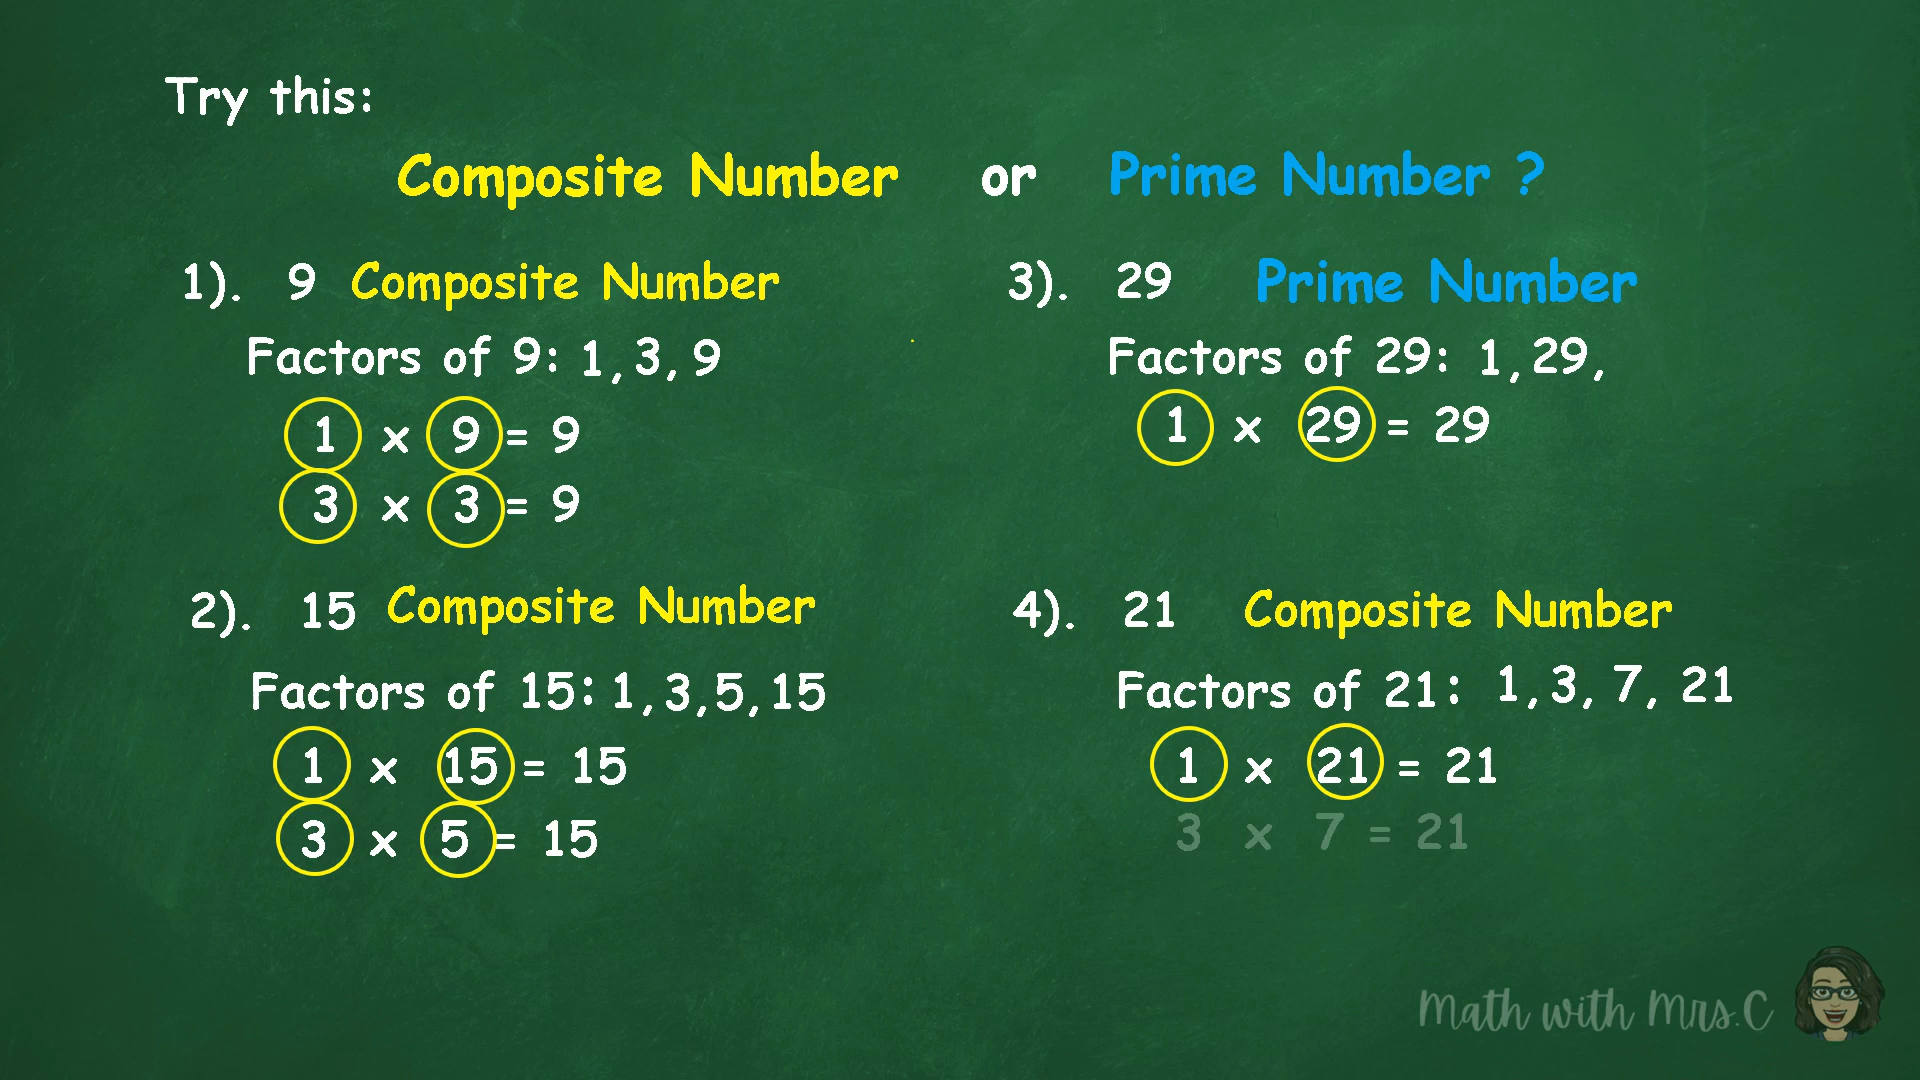 Try this:
Composite Number or Prime Number ?
1). 9 Composite Number
Factors of 9: 1, 3, 9
1 x 9 = 9
3 x 3 = 9
2). 15 Composite Number
Factors of 15: 1, 3, 5, 15
1 x 15 = 15
3 x 5 = 15
3). 29 Prime Number
Factors of 29: 1, 29,
1 x 29 = 29
4). 21 Composite Number
Factors of 21: 1, 3, 7, 21
1 x 21 = 21
3 x 7 = 21
Math with Mrs.C